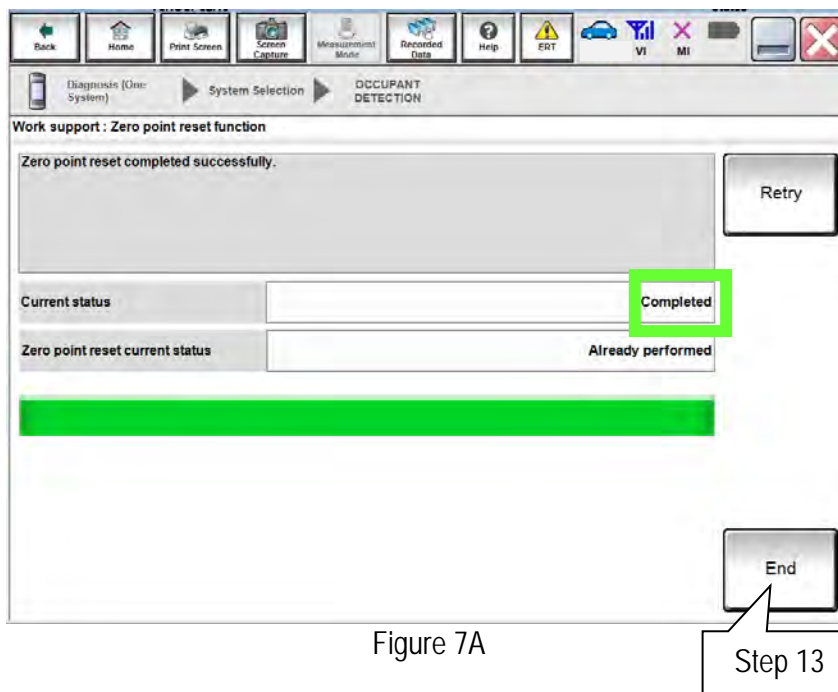 Back
Home
Print Screen
Screen Capture
Measurement Mode
Recorded Data
Help
ERT
VI
MI
Diagnosis (One System)
System Selection
OCCUPANT DETECTION
Work support : Zero point reset function
Zero point reset completed successfully.
Retry
Current status
Completed
Zero point reset current status
Already performed
End
Figure 7A
Step 13